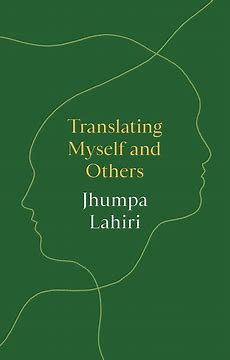 Translating
Myself and
Others
Jhumpa
Lahiri